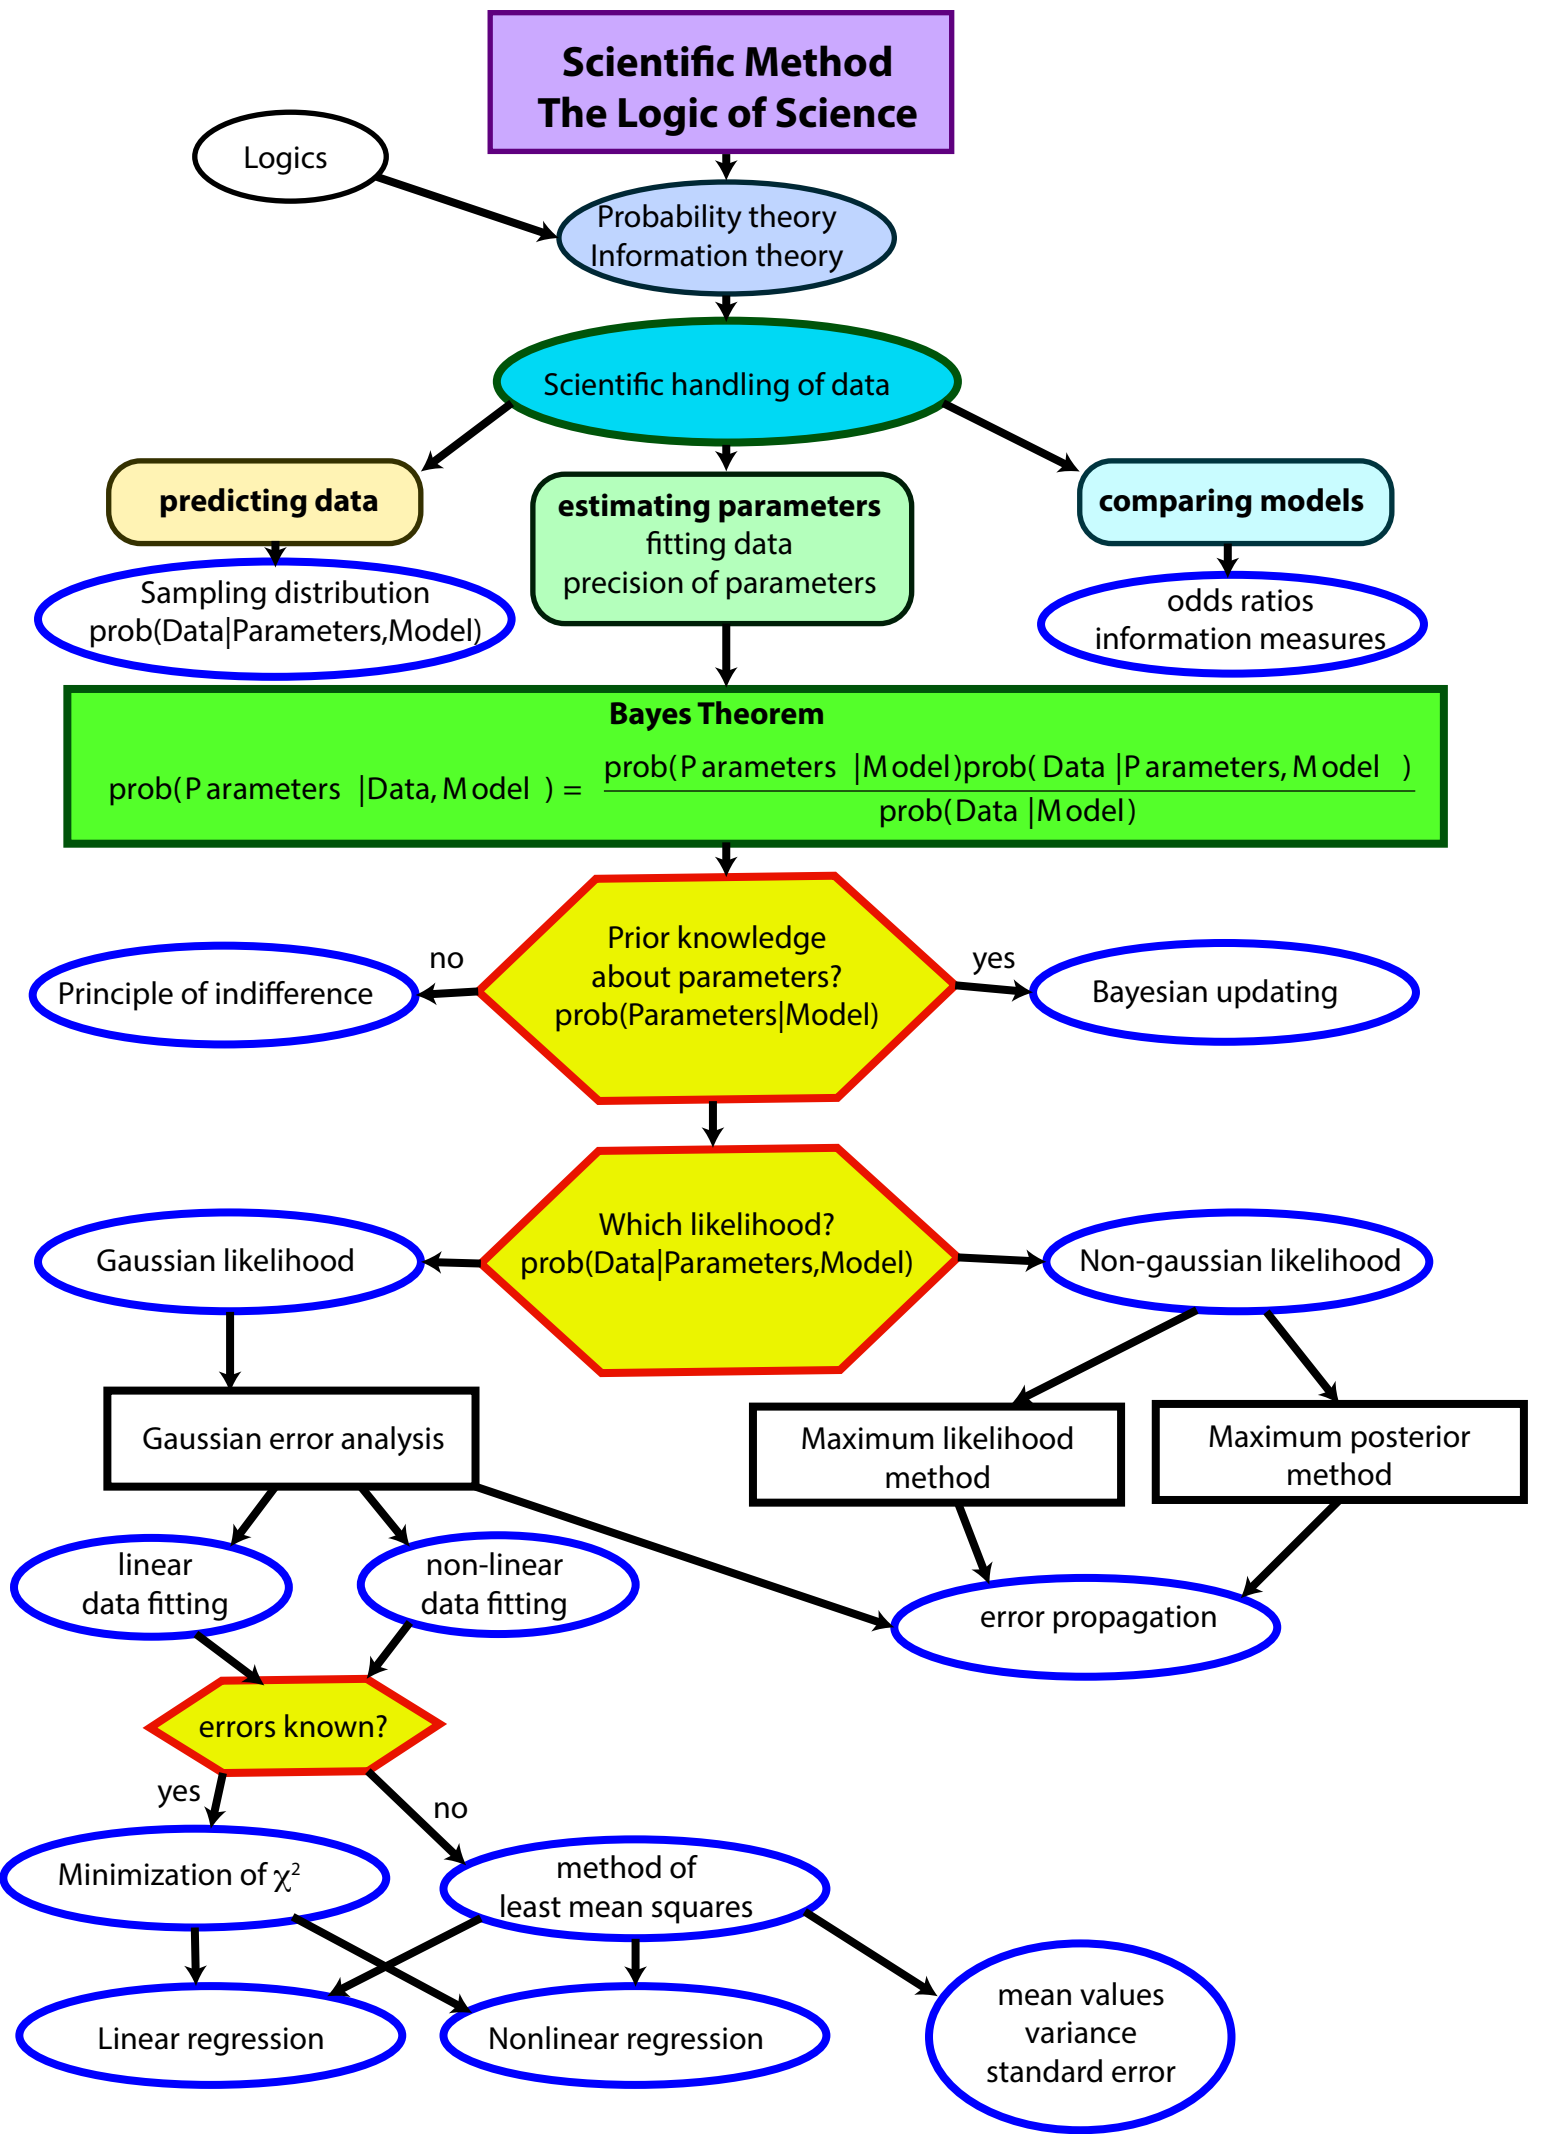 Scientific Method
The Logic of Science
Logics
Probability theory
Information theory
Scientific handling of data
predicting data
estimating parameters
fitting data
precision of parameters
comparing models
Sampling distribution
prob(Data|Parameters,Model)
odds ratios
information measures
Bayes Theorem
prob(Parameters |Data,Model ) = prob(Parameters |Model)prob(Data |Parameters,Model )
prob(Data |Model)
no
yes
Prior knowledge
about parameters?
prob(Parameters|Model)
Principle of indifference
Bayesian updating
Which likelihood?
prob(Data|Parameters,Model)
Gaussian likelihood
Non-gaussian likelihood
Gaussian error analysis
Maximum likelihood
method
Maximum posterior
method
linear
data fitting
non-linear
data fitting
error propagation
errors known?
yes
no
Minimization of χ²
method of
least mean squares
Linear regression
Nonlinear regression
mean values
variance
standard error